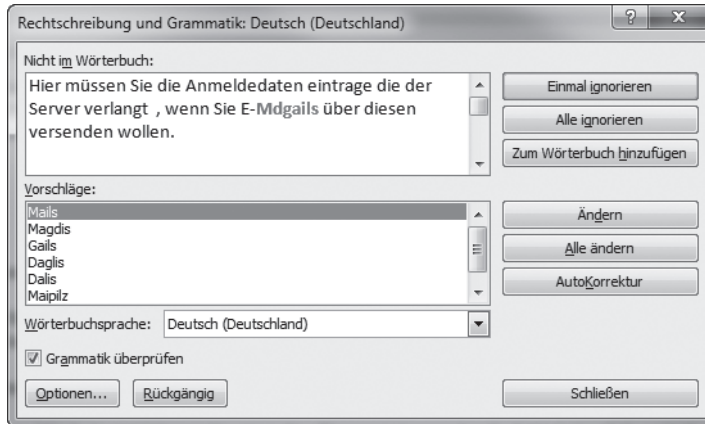 Rechtschreibung und Grammatik: Deutsch (Deutschland)
Nicht im Wörterbuch:
Hier müssen Sie die Anmeldedaten eintrage die der
Server verlangt , wenn Sie E-Mdgails über diesen
versenden wollen.
Einmal ignorieren
Alle ignorieren
Zum Wörterbuch hinzufügen
Vorschläge:
Mails
Magdis
Gails
Daglis
Dalis
Maipilz
Ändern
Alle ändern
AutoKorrektur
Wörterbuchsprache: Deutsch (Deutschland)
Grammatik überprüfen
Optionen... Rückgängig Schließen